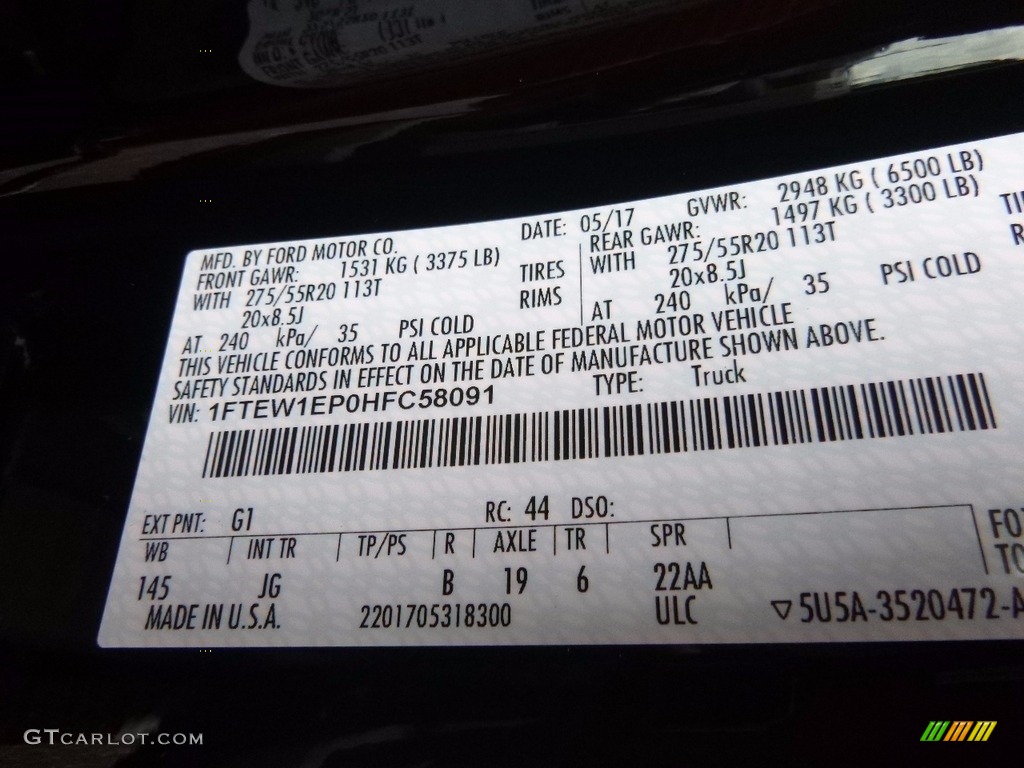 MFD. BY FORD MOTOR CO. DATE: 05/17 GVWR: 2948 KG ( 6500 LB)
FRONT GAWR: 1531 KG ( 3375 LB) REAR GAWR: 1497 KG ( 3300 LB)
WITH 275/55R20 113T TIRES WITH 275/55R20 113T
20x8.5J RIMS 20x8.5J
AT 240 kPa/ 35 PSI COLD AT 240 kPa/ 35 PSI COLD
THIS VEHICLE CONFORMS TO ALL APPLICABLE FEDERAL MOTOR VEHICLE
SAFETY STANDARDS IN EFFECT ON THE DATE OF MANUFACTURE SHOWN ABOVE.
VIN: 1FTEW1EP0HFC58091 TYPE: Truck
EXT PNT: G1 RC: 44 DSO:
WB INT TR TP/PS R AXLE TR SPR
145 JG B 19 6 22AA
MADE IN U.S.A. 2201705318300 ULC ▽5U5A-3520472-A
GTCARLOT.COM